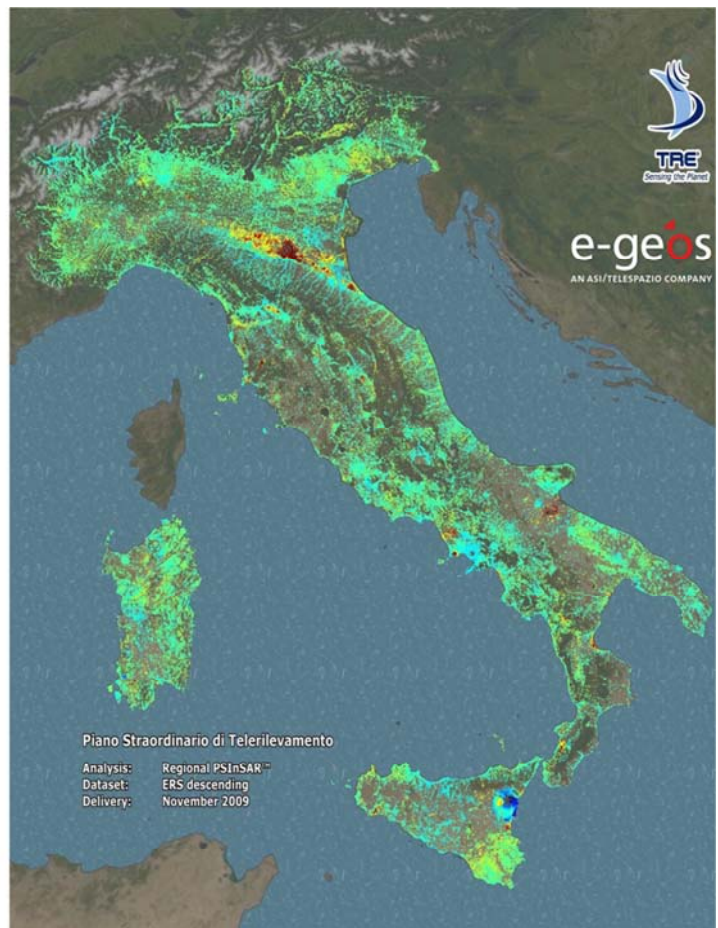 TRE®
Sensing the Planet
e-geos
AN ASI/TELESPAZIO COMPANY
Piano Straordinario di Telerilevamento
Analysis: Regional PSInSAR™
Dataset: ERS descending
Delivery: November 2009